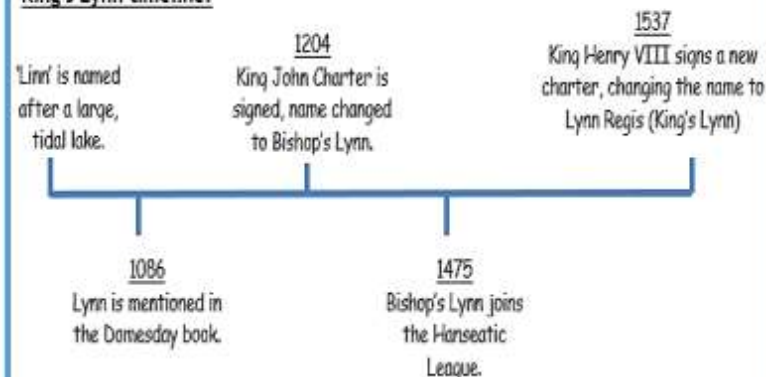 'Linn' is named
after a large,
tidal lake.
1204
King John Charter is
signed, name changed
to Bishop's Lynn.
1537
King Henry VIII signs a new
charter, changing the name to
Lynn Regis (King's Lynn)
1086
Lynn is mentioned in
the Domesday book.
1475
Bishop's Lynn joins
the Hanseatic
League.